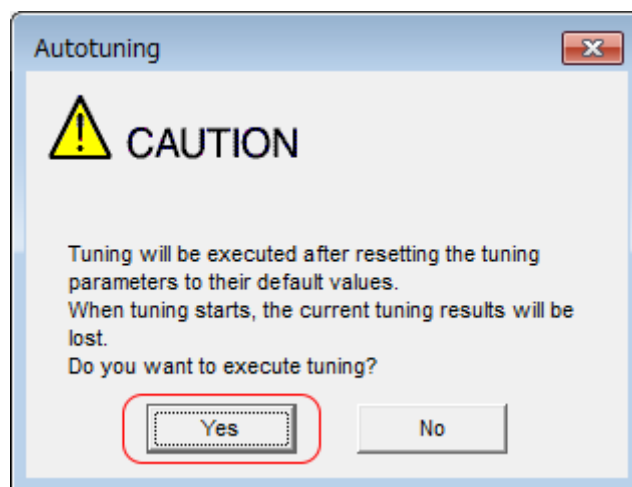 Autotuning
CAUTION
Tuning will be executed after resetting the tuning
parameters to their default values.
When tuning starts, the current tuning results will be
lost.
Do you want to execute tuning?
Yes No